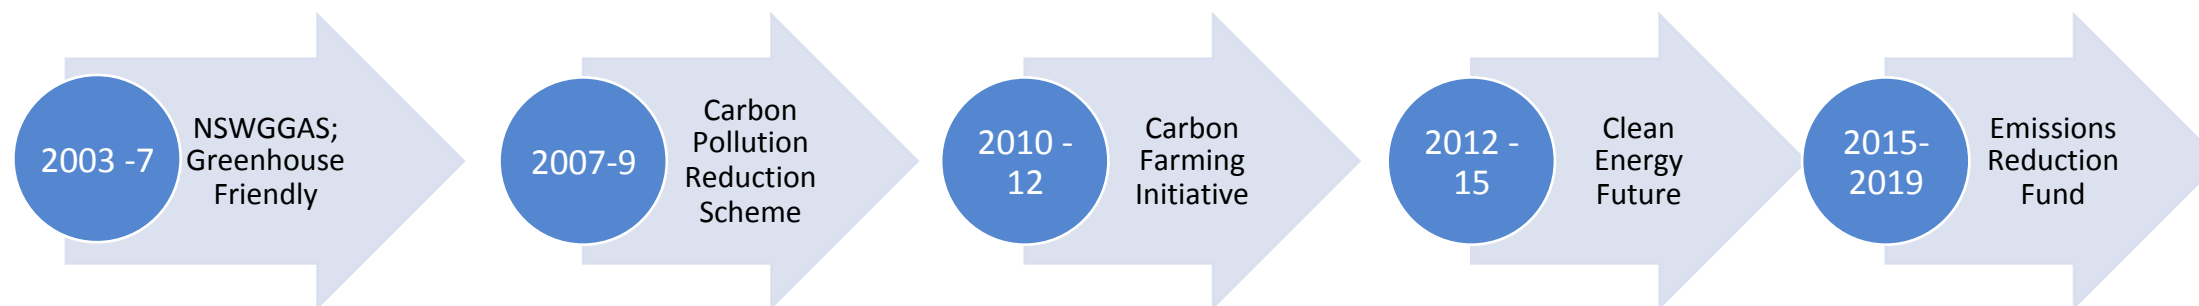 2003 -7
NSWGGAS;
Greenhouse
Friendly
2007-9
Carbon
Pollution
Reduction
Scheme
2010 -
12
Carbon
Farming
Initiative
2012 -
15
Clean
Energy
Future
2015-
2019
Emissions
Reduction
Fund